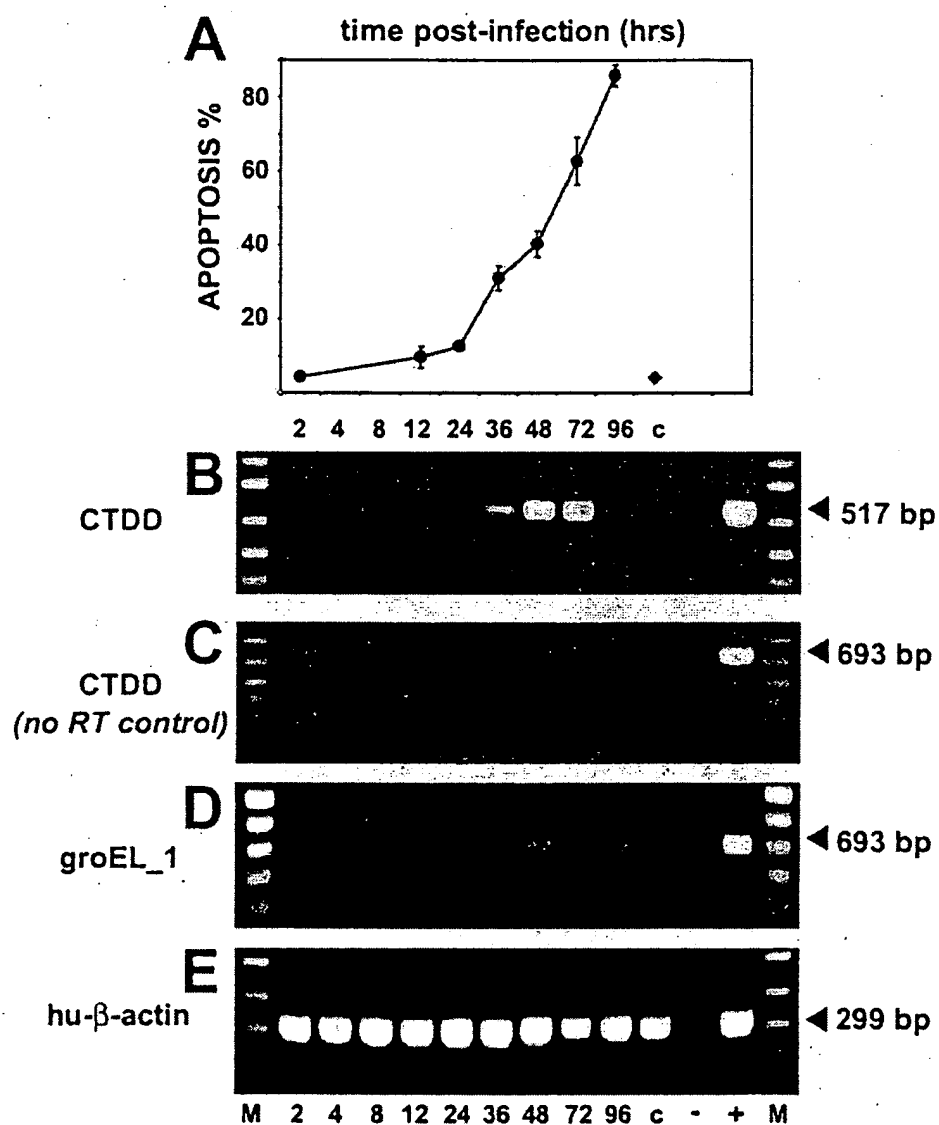 A
time post-infection (hrs)
APOPTOSIS %
80
60
40
20
2 4 8 12 24 36 48 72 96 c
B
CTDD
517 bp
C
CTDD
(no RT control)
693 bp
D
groEL_1
693 bp
E
hu-β-actin
299 bp
M 2 4 8 12 24 36 48 72 96 c - + M